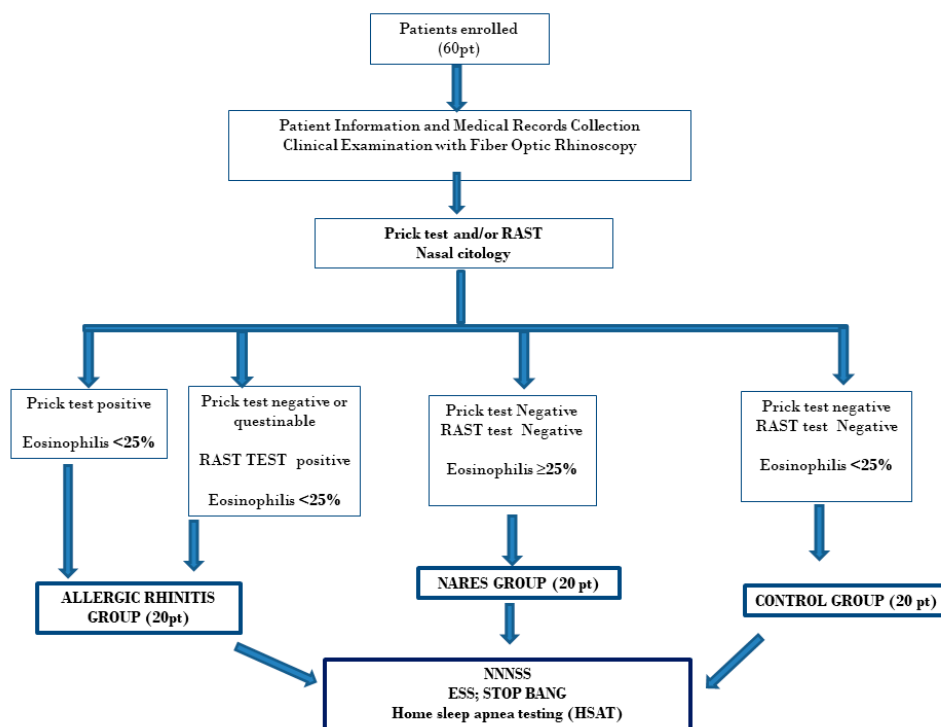 Patients enrolled
(60pt)
Patient Information and Medical Records Collection
Clinical Examination with Fiber Optic Rhinoscopy
Prick test and/or RAST
Nasal citology
Prick test positive
Eosinophilis <25%
Prick test negative or
questinable
RAST TEST positive
Eosinophilis <25%
Prick test Negative
RAST test Negative
Eosinophilis ≥25%
Prick test negative
RAST test Negative
Eosinophilis <25%
ALLERGIC RHINITIS
GROUP (20pt)
NARES GROUP (20 pt)
CONTROL GROUP (20 pt)
NNNSS
ESS; STOP BANG
Home sleep apnea testing (HSAT)